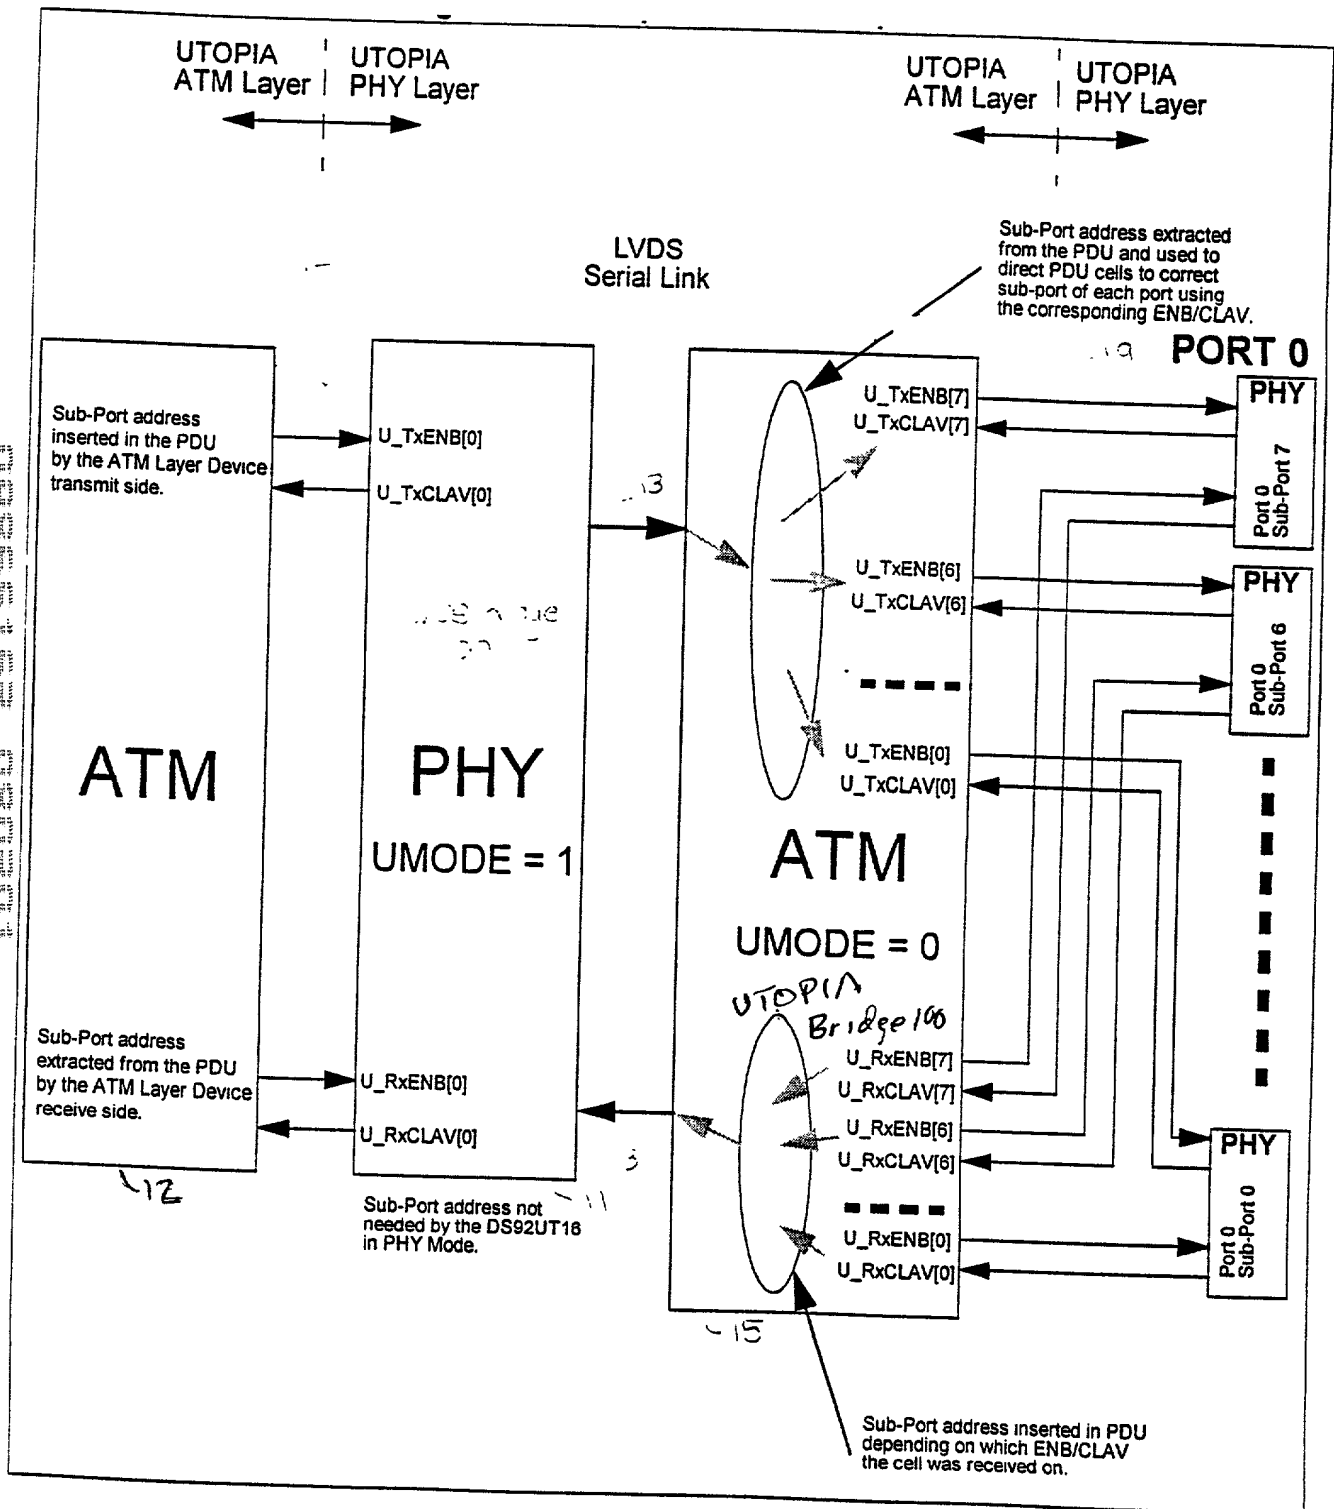 UTOPIA
ATM Layer
UTOPIA
PHY Layer
UTOPIA
ATM Layer
UTOPIA
PHY Layer
LVDS
Serial Link
Sub-Port address extracted
from the PDU and used to
direct PDU cells to correct
sub-port of each port using
the corresponding ENB/CLAV.
19
PORT 0
Sub-Port address
inserted in the PDU
by the ATM Layer Device
transmit side.
U_TxENB[0]
U_TxCLAV[0]
13
U_TxENB[7]
U_TxCLAV[7]
PHY
Port 0
Sub-Port 7
U_TxENB[6]
U_TxCLAV[6]
PHY
Port 0
Sub-Port 6
U_TxENB[0]
U_TxCLAV[0]
ATM
PHY
UMODE = 1
ATM
UMODE = 0
UTOPIA
Bridge 100
Sub-Port address
extracted from the PDU
by the ATM Layer Device
receive side.
U_RxENB[0]
U_RxCLAV[0]
U_RxENB[7]
U_RxCLAV[7]
U_RxENB[6]
U_RxCLAV[6]
U_RxENB[0]
U_RxCLAV[0]
PHY
Port 0
Sub-Port 0
12
11
3
Sub-Port address not
needed by the DS92UT16
in PHY Mode.
15
Sub-Port address inserted in PDU
depending on which ENB/CLAV
the cell was received on.